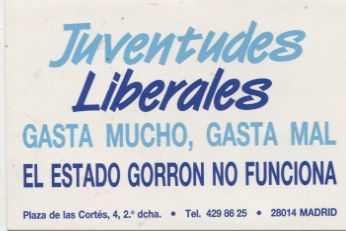 Juventudes
Liberales
GASTA MUCHO, GASTA MAL
EL ESTADO GORRON NO FUNCIONA
Plaza de las Cortés, 4, 2.° dcha. • Tel. 429 86 25 • 28014 MADRID